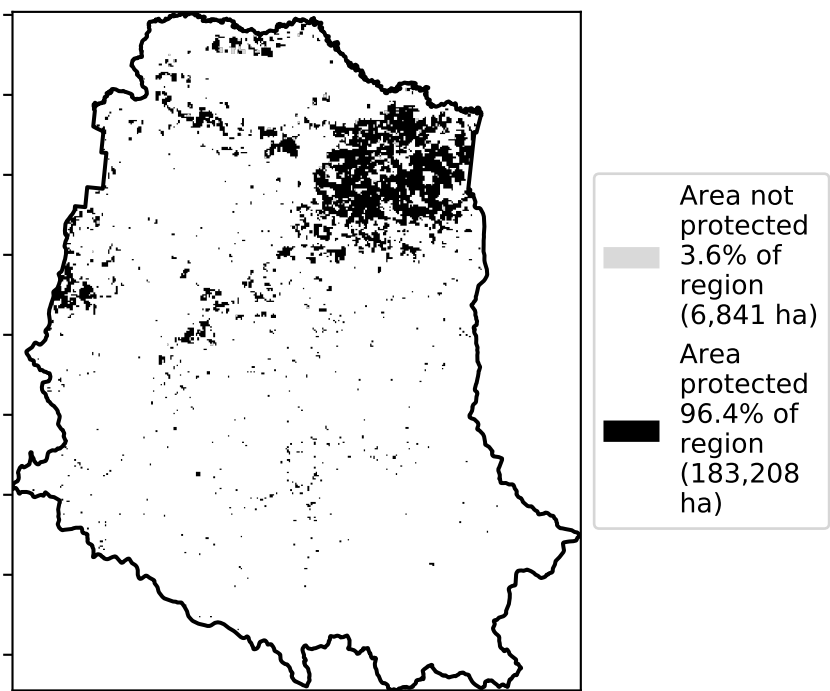 Area not
protected
3.6% of
region
(6,841 ha)
Area
protected
96.4% of
region
(183,208
ha)